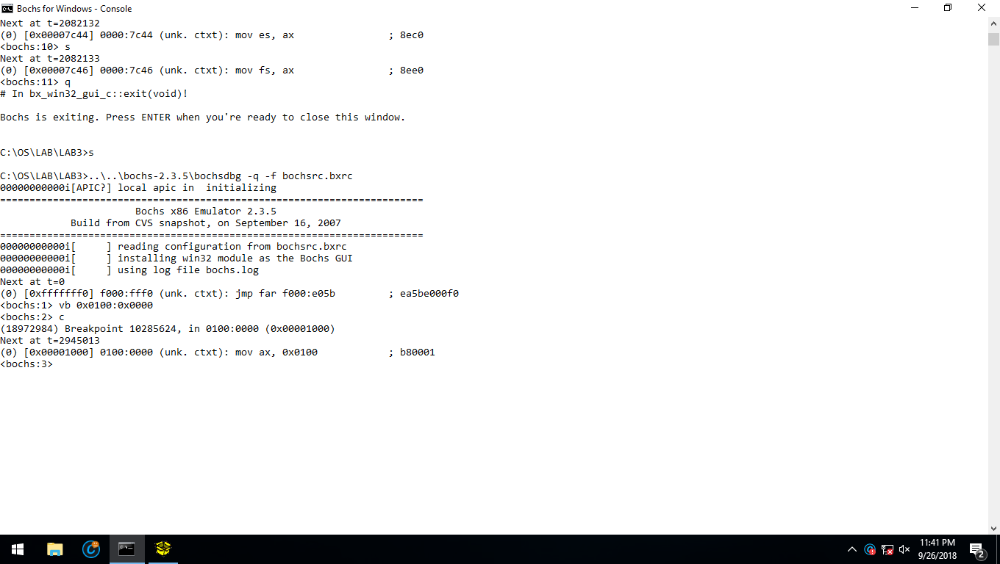 Bochs for Windows - Console
Next at t=2082132
(0) [0x00007c44] 0000:7c44 (unk. ctxt): mov es, ax                ; 8ec0
<bochs:10> s
Next at t=2082133
(0) [0x00007c46] 0000:7c46 (unk. ctxt): mov fs, ax                ; 8ee0
<bochs:11> q
# In bx_win32_gui_c::exit(void)!
Bochs is exiting. Press ENTER when you're ready to close this window.
C:\OS\LAB\LAB3>s
C:\OS\LAB\LAB3>..\..\bochs-2.3.5\bochsdbg -q -f bochsrc.bxrc
00000000000i[APIC?] local apic in  initializing
========================================================================
                       Bochs x86 Emulator 2.3.5
            Build from CVS snapshot, on September 16, 2007
========================================================================
00000000000i[     ] reading configuration from bochsrc.bxrc
00000000000i[     ] installing win32 module as the Bochs GUI
00000000000i[     ] using log file bochs.log
Next at t=0
(0) [0xfffffff0] f000:fff0 (unk. ctxt): jmp far f000:e05b         ; ea5be000f0
<bochs:1> vb 0x0100:0x0000
<bochs:2> c
(18972984) Breakpoint 10285624, in 0100:0000 (0x00001000)
Next at t=2945013
(0) [0x00001000] 0100:0000 (unk. ctxt): mov ax, 0x0100            ; b80001
<bochs:3>
11:41 PM
9/26/2018
2